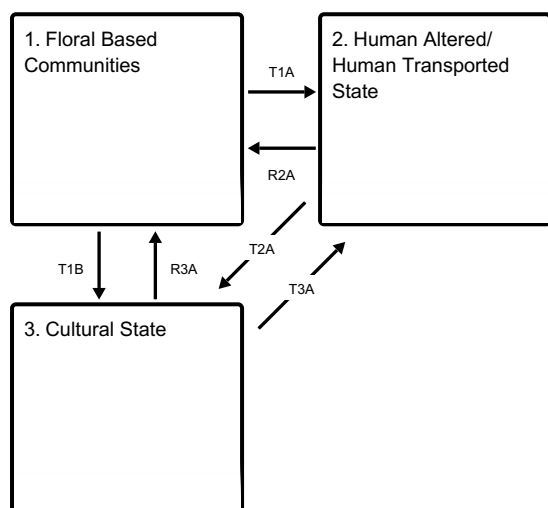 1. Floral Based
Communities
2. Human Altered/
Human Transported
State
T1A
R2A
T1B
R3A
T2A
T3A
3. Cultural State